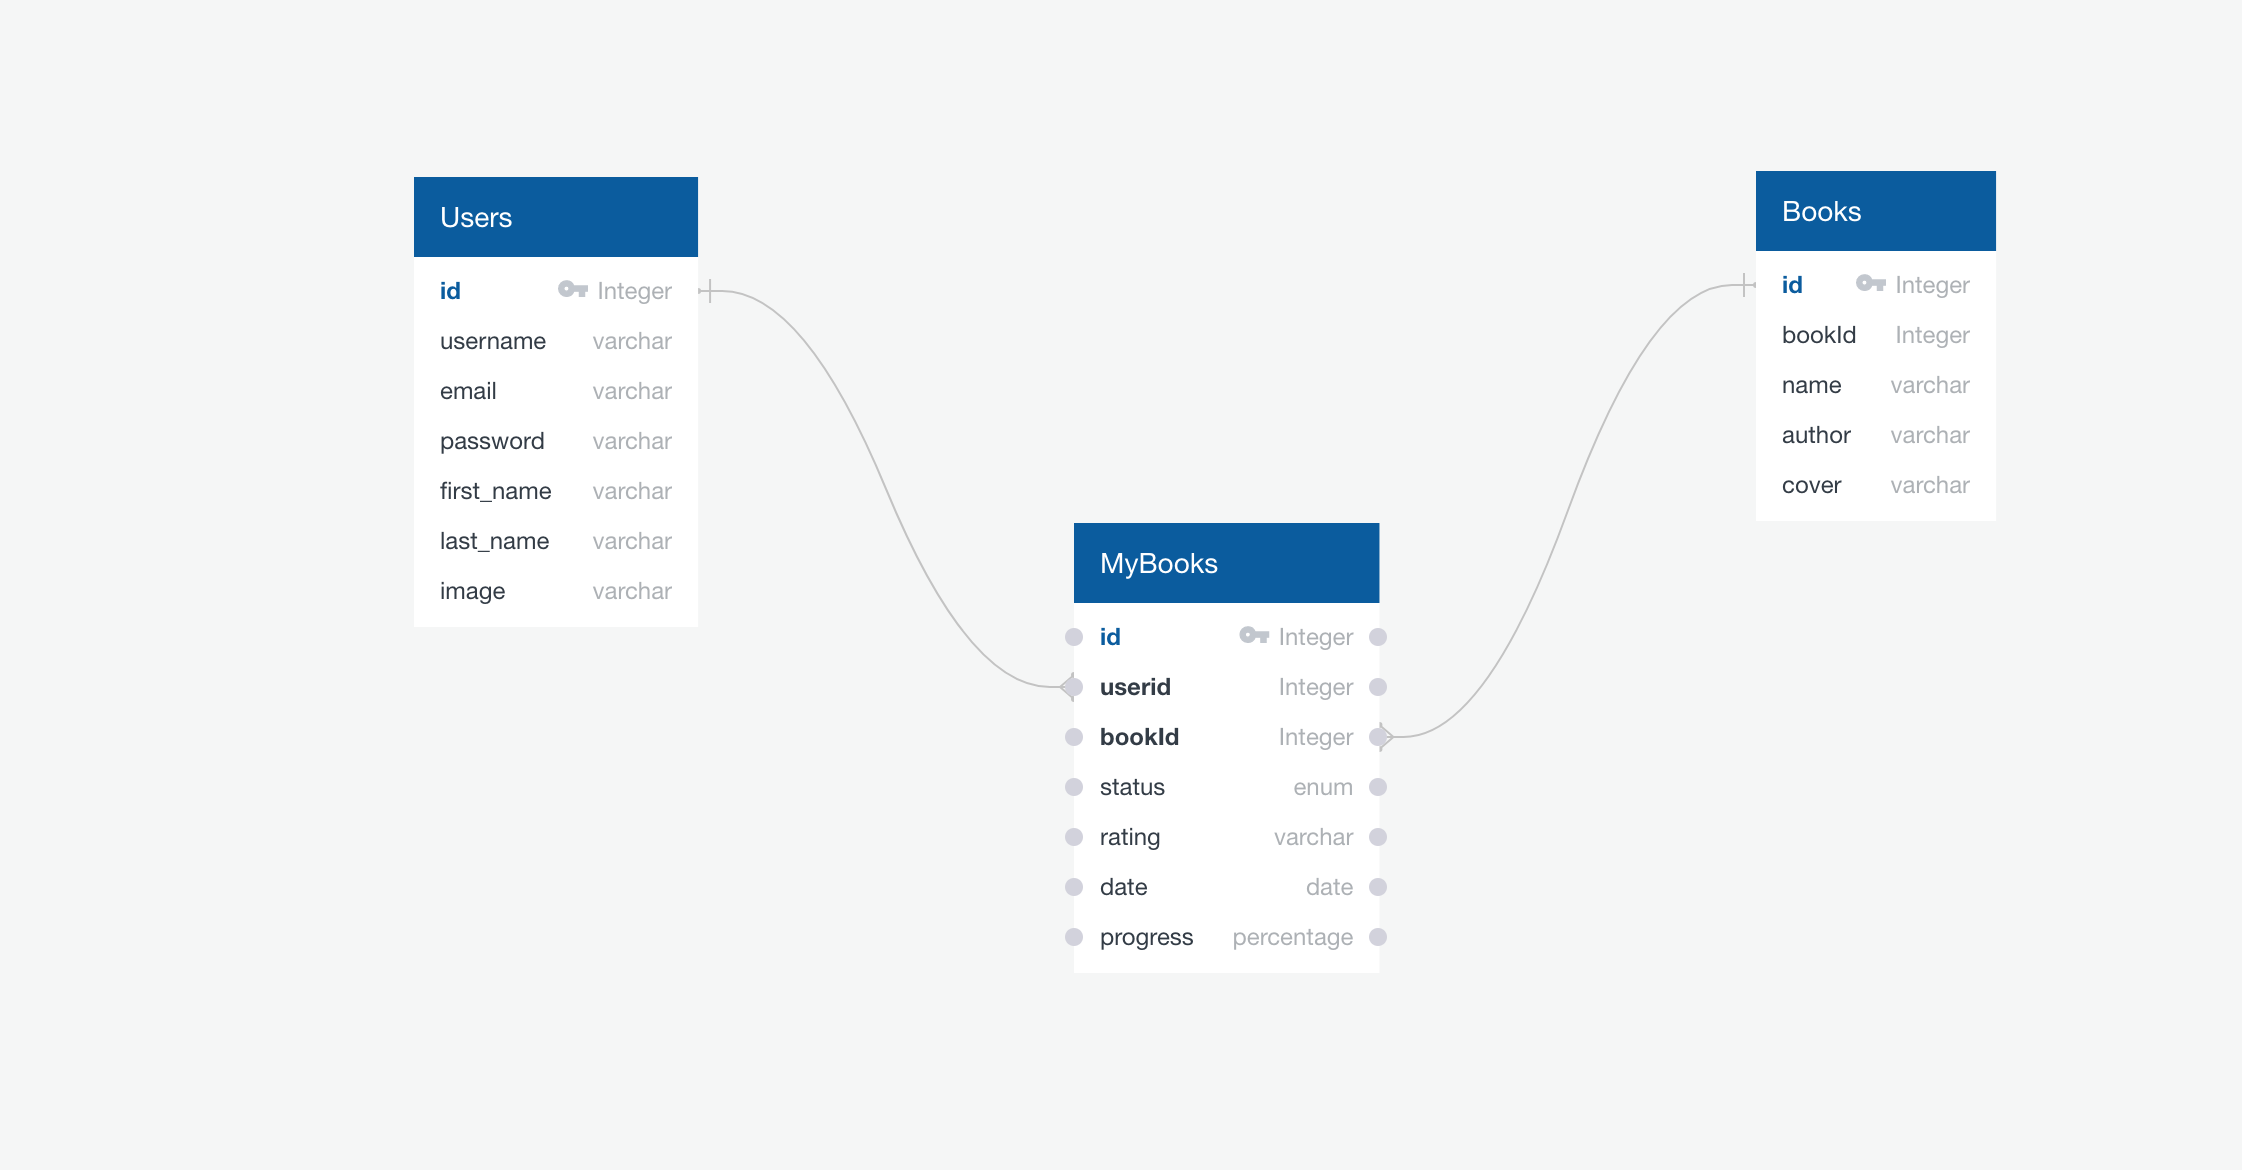 Users
id Integer
username varchar
email varchar
password varchar
first_name varchar
last_name varchar
image varchar
MyBooks
id Integer
userid Integer
bookId Integer
status enum
rating varchar
date date
progress percentage
Books
id Integer
bookId Integer
name varchar
author varchar
cover varchar